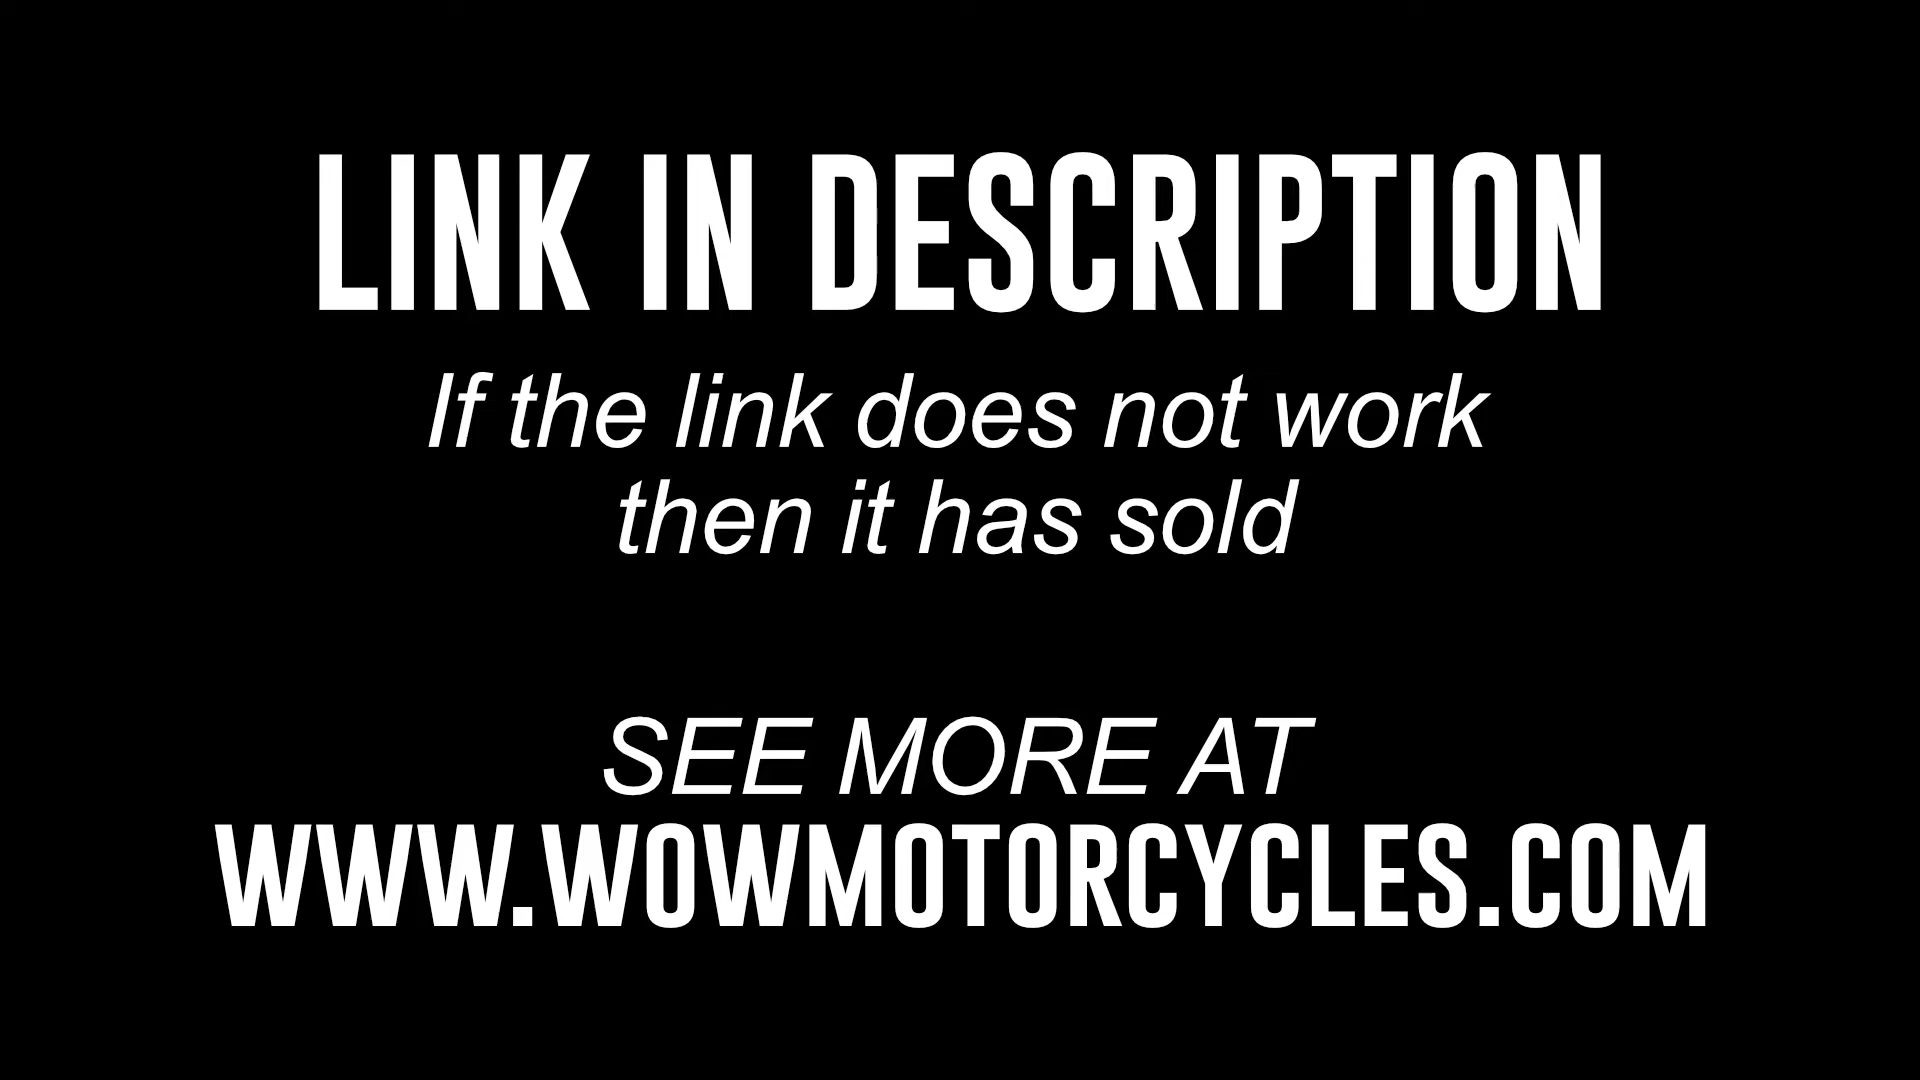 LINK IN DESCRIPTION
If the link does not work
then it has sold
SEE MORE AT
WWW.WOWMOTORCYCLES.COM